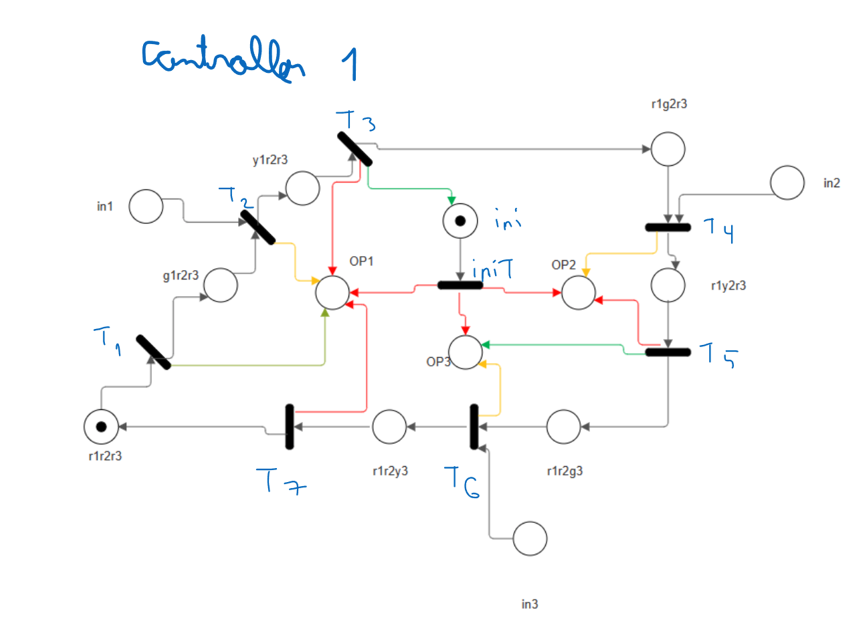 Controller 1
r1g2r3
T3
y1r2r3
in2
T2
in1
ini
T4
OP1
iniT
OP2
g1r2r3
r1y2r3
T1
OP3
T5
r1r2r3
r1r2y3
r1r2g3
T7
T6
in3